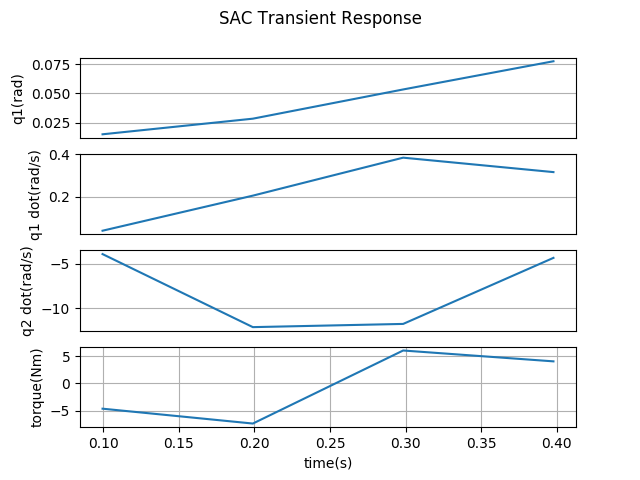 SAC Transient Response
q1(rad)
0.075
0.050
0.025
q1 dot(rad/s)
0.4
0.2
q2 dot(rad/s)
−5
−10
torque(Nm)
5
0
−5
0.10 0.15 0.20 0.25 0.30 0.35 0.40
time(s)